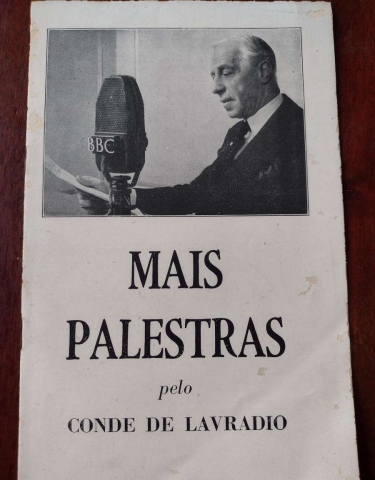 BBC
MAIS
PALESTRAS
pelo
CONDE DE LAVRADIO